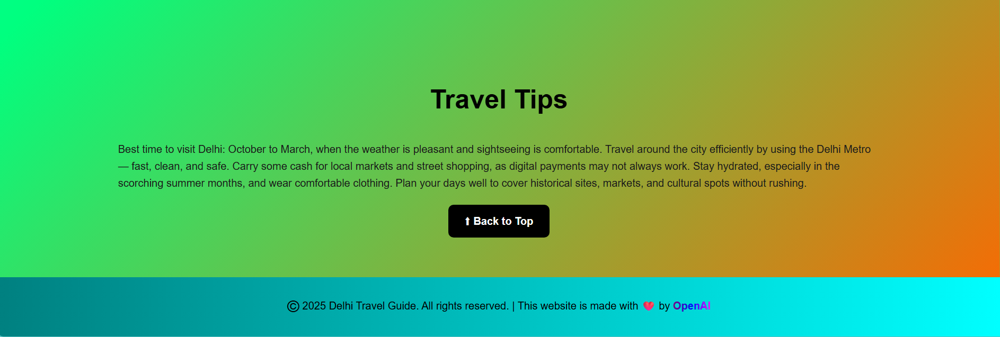 Travel Tips
Best time to visit Delhi: October to March, when the weather is pleasant and sightseeing is comfortable. Travel around the city efficiently by using the Delhi Metro
— fast, clean, and safe. Carry some cash for local markets and street shopping, as digital payments may not always work. Stay hydrated, especially in the
scorching summer months, and wear comfortable clothing. Plan your days well to cover historical sites, markets, and cultural spots without rushing.
⬆ Back to Top
© 2025 Delhi Travel Guide. All rights reserved. | This website is made with ❤️ by OpenAI